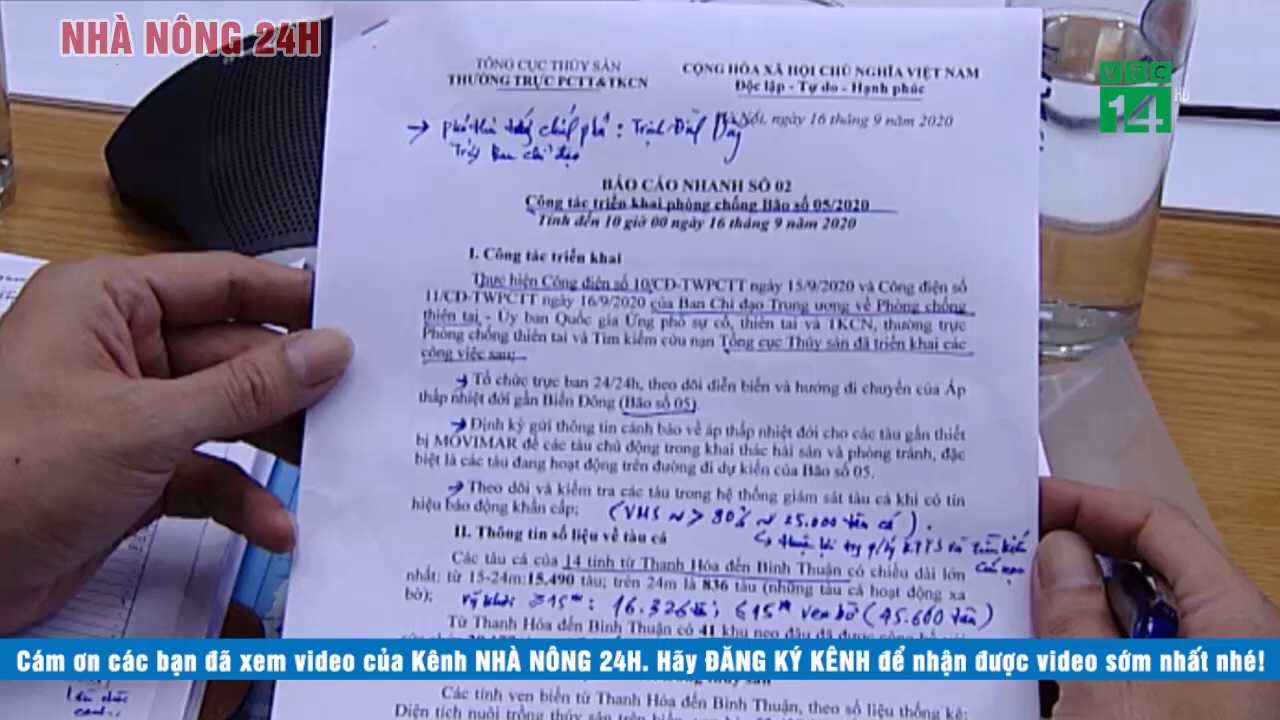 NHÀ NÔNG 24H
VTC
14
HD
TỔNG CỤC THỦY SẢN
THƯỜNG TRỰC PCTT&TKCN
CỘNG HÒA XÃ HỘI CHỦ NGHĨA VIỆT NAM
Độc lập - Tự do - Hạnh phúc
Nội, ngày 16 tháng 9 năm 2020
→ Phó thủ tướng chính phủ: Trịnh Đình Dũng
Trưởng Ban chỉ đạo
BÁO CÁO NHANH SỐ 02
Công tác triển khai phòng chống Bão số 05/2020
Tính đến 10 giờ 00 ngày 16 tháng 9 năm 2020
I. Công tác triển khai
Thực hiện Công điện số 10/CĐ-TWPCTT ngày 15/9/2020 và Công điện số
11/CĐ-TWPCTT ngày 16/9/2020 của Ban Chỉ đạo Trung ương về Phòng chống
thiên tai - Ủy ban Quốc gia Ứng phó sự cố, thiên tai và TKCN, thường trực
Phòng chống thiên tai và Tìm kiếm cứu nạn Tổng cục Thủy sản đã triển khai các
công việc sau:
→ Tổ chức trực ban 24/24h, theo dõi diễn biến và hướng di chuyển của Áp
thấp nhiệt đới gần Biển Đông (Bão số 05)
→ Định kỳ gửi thông tin cảnh báo về áp thấp nhiệt đới cho các tàu gắn thiết
bị MOVIMAR để các tàu chủ động trong khai thác hải sản và phòng tránh, đặc
biệt là các tàu đang hoạt động trên đường đi dự kiến của Bão số 05.
→ Theo dõi và kiểm tra các tàu trong hệ thống giám sát tàu cá khi có tín
hiệu báo động khẩn cấp; (VMS ~ > 80% ~ 25.000 tàu cá).
II. Thông tin số liệu về tàu cá
Các tàu cá của 14 tỉnh từ Thanh Hóa đến Bình Thuận có chiều dài lớn
nhất: từ 15-24m:15.490 tàu; trên 24m là 836 tàu (những tàu cá hoạt động xa
bờ); 16.326 ven bờ (45.600 tàu)
Từ Thanh Hóa đến Bình Thuận có 41 khu neo đậu đã được công bố
Cám ơn các bạn đã xem video của Kênh NHÀ NÔNG 24H. Hãy ĐĂNG KÝ KÊNH để nhận được video sớm nhất nhé!
Các tỉnh ven biển từ Thanh Hóa đến Bình Thuận, theo số liệu thống kê:
Diện tích nuôi trồng thủy sản trên biển